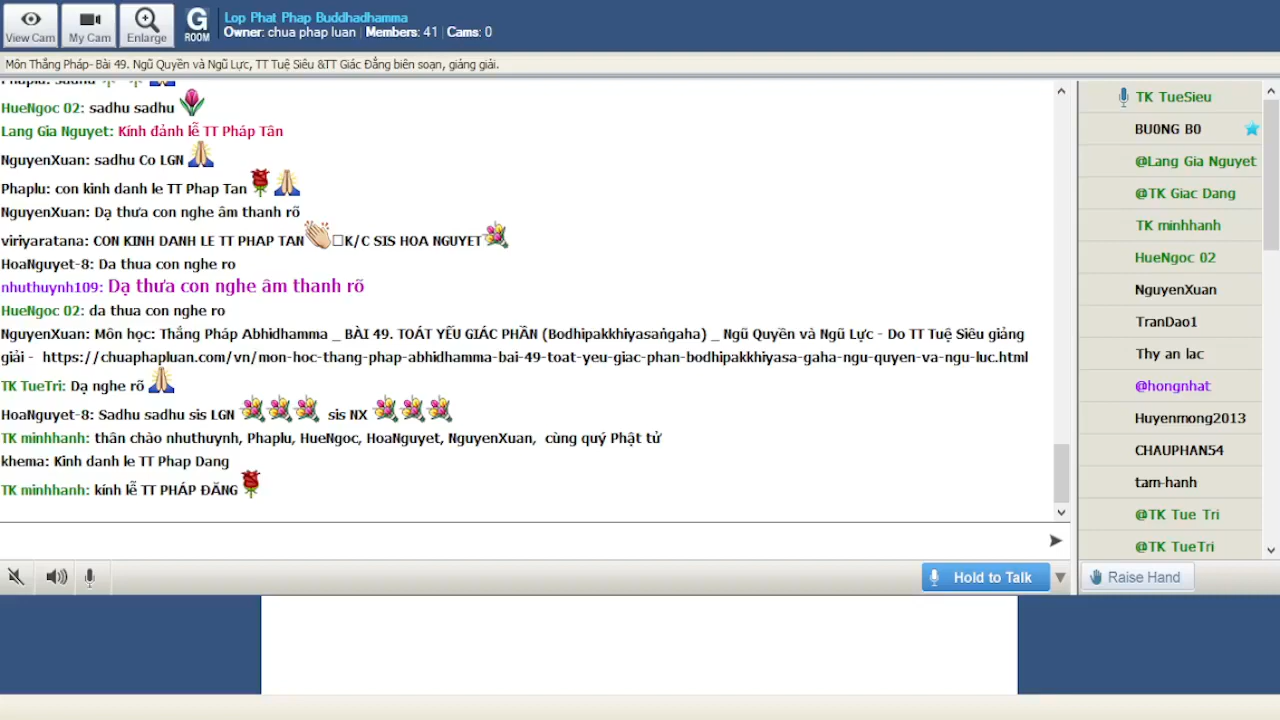 View Cam
My Cam
Enlarge
G
ROOM
Lop Phat Phap Buddhadhamma
Owner: chua phap luan | Members: 41 | Cams: 0
Môn Thắng Pháp- Bài 49. Ngũ Quyền và Ngũ Lực, TT Tuệ Siêu &TT Giác Đẳng biên soạn, giảng giải.
Phaplu: sadhu
HueNgoc 02: sadhu sadhu
Lang Gia Nguyet: Kính đảnh lễ TT Pháp Tân
NguyenXuan: sadhu Co LGN
Phaplu: con kinh danh le TT Phap Tan
NguyenXuan: Dạ thưa con nghe âm thanh rõ
viriyaratana: CON KINH DANH LE TT PHAP TAN K/C SIS HOA NGUYET
HoaNguyet-8: Da thua con nghe ro
nhuthuynh109: Dạ thưa con nghe âm thanh rõ
HueNgoc 02: da thua con nghe ro
NguyenXuan: Môn học: Thắng Pháp Abhidhamma _ BÀI 49. TOÁT YẾU GIÁC PHẦN (Bodhipakkhiyasaṅgaha) _ Ngũ Quyền và Ngũ Lực - Do TT Tuệ Siêu giảng
giải - https://chuaphapluan.com/vn/mon-hoc-thang-phap-abhidhamma-bai-49-toat-yeu-giac-phan-bodhipakkhiyasa-gaha-ngu-quyen-va-ngu-luc.html
TK TueTri: Dạ nghe rõ
HoaNguyet-8: Sadhu sadhu sis LGN sis NX
TK minhhanh: thân chào nhuthuynh, Phaplu, HueNgoc, HoaNguyet, NguyenXuan, cùng quý Phật tử
khema: Kinh danh le TT Phap Dang
TK minhhanh: kính lễ TT PHÁP ĐĂNG
Hold to Talk
TK TueSieu
BU0NG B0
@Lang Gia Nguyet
@TK Giac Dang
TK minhhanh
HueNgoc 02
NguyenXuan
TranDao1
Thy an lac
@hongnhat
Huyenmong2013
CHAUPHAN54
tam-hanh
@TK Tue Tri
@TK TueTri
Raise Hand